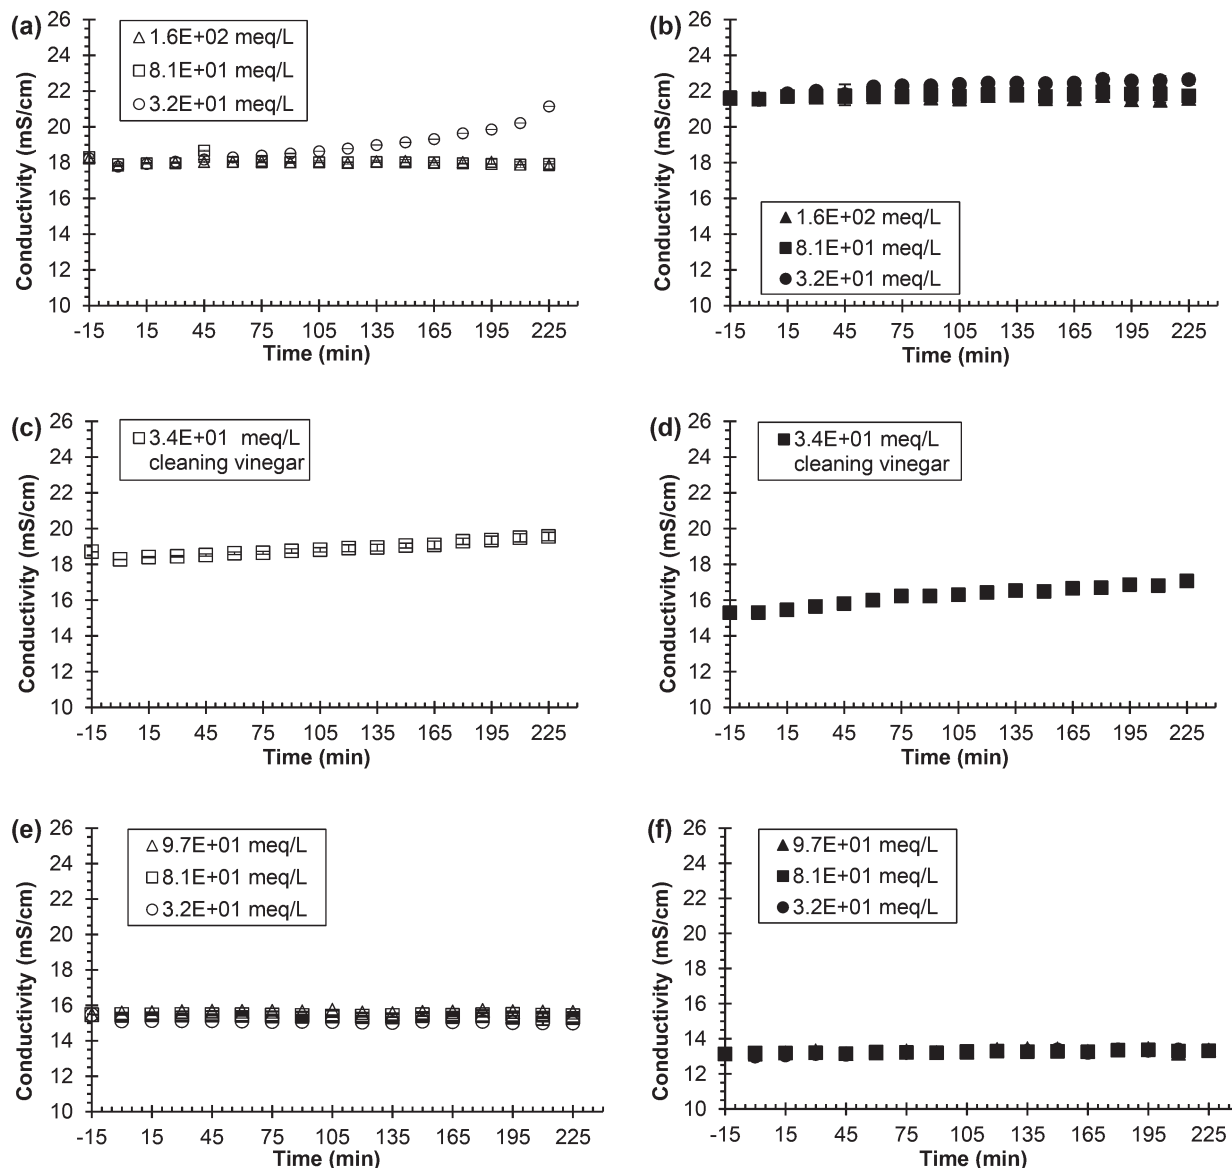 (a)
26
24
22
20
18
16
14
12
10
Conductivity (mS/cm)
1.6E+02 meq/L
8.1E+01 meq/L
3.2E+01 meq/L
-15 15 45 75 105 135 165 195 225
Time (min)
(b)
26
24
22
20
18
16
14
12
10
Conductivity (mS/cm)
1.6E+02 meq/L
8.1E+01 meq/L
3.2E+01 meq/L
-15 15 45 75 105 135 165 195 225
Time (min)
(c)
26
24
22
20
18
16
14
12
10
Conductivity (mS/cm)
3.4E+01 meq/L
cleaning vinegar
-15 15 45 75 105 135 165 195 225
Time (min)
(d)
26
24
22
20
18
16
14
12
10
Conductivity (mS/cm)
3.4E+01 meq/L
cleaning vinegar
-15 15 45 75 105 135 165 195 225
Time (min)
(e)
26
24
22
20
18
16
14
12
10
Conductivity (mS/cm)
9.7E+01 meq/L
8.1E+01 meq/L
3.2E+01 meq/L
-15 15 45 75 105 135 165 195 225
Time (min)
(f)
26
24
22
20
18
16
14
12
10
Conductivity (mS/cm)
9.7E+01 meq/L
8.1E+01 meq/L
3.2E+01 meq/L
-15 15 45 75 105 135 165 195 225
Time (min)